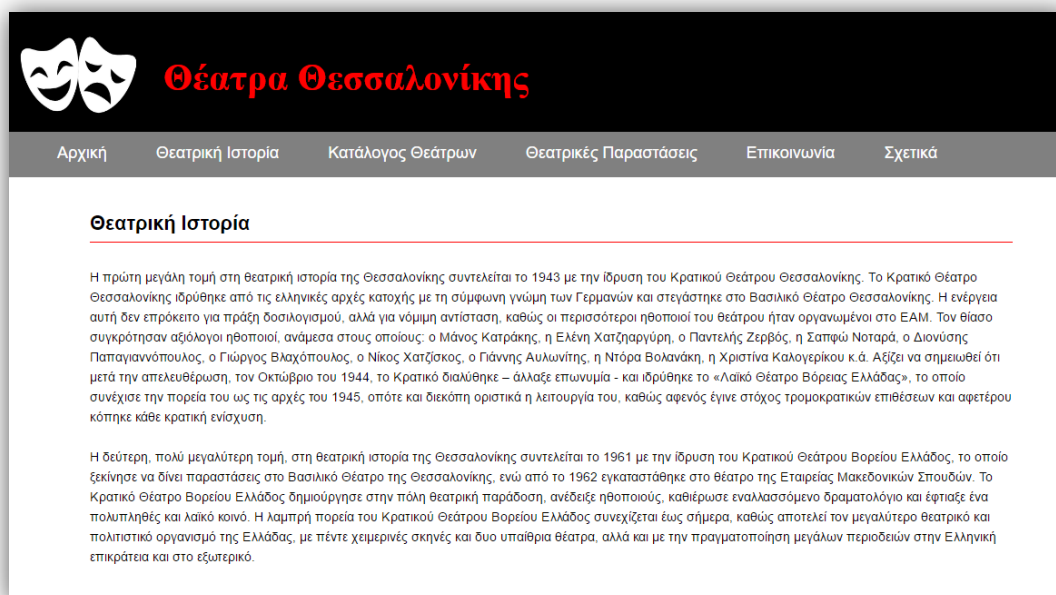 Θέατρα Θεσσαλονίκης
Αρχική Θεατρική Ιστορία Κατάλογος Θεάτρων Θεατρικές Παραστάσεις Επικοινωνία Σχετικά
Θεατρική Ιστορία
Η πρώτη μεγάλη τομή στη θεατρική ιστορία της Θεσσαλονίκης συντελείται το 1943 με την ίδρυση του Κρατικού Θεάτρου Θεσσαλονίκης. Το Κρατικό Θέατρο
Θεσσαλονίκης ιδρύθηκε από τις ελληνικές αρχές κατοχής με τη σύμφωνη γνώμη των Γερμανών και στεγάστηκε στο Βασιλικό Θέατρο Θεσσαλονίκης. Η ενέργεια
αυτή δεν επρόκειτο για πράξη δοσιλογισμού, αλλά για νόμιμη αντίσταση, καθώς οι περισσότεροι ηθοποιοί του θεάτρου ήταν οργανωμένοι στο ΕΑΜ. Τον θίασο
συγκρότησαν αξιόλογοι ηθοποιοί, ανάμεσα στους οποίους: ο Μάνος Κατράκης, η Ελένη Χατζηαργύρη, ο Παντελής Ζερβός, η Σαπφώ Νοταρά, ο Διονύσης
Παπαγιαννόπουλος, ο Γιώργος Βλαχόπουλος, ο Νίκος Χατζίσκος, ο Γιάννης Αυλωνίτης, η Ντόρα Βολανάκη, η Χριστίνα Καλογερίκου κ.ά. Αξίζει να σημειωθεί ότι
μετά την απελευθέρωση, τον Οκτώβριο του 1944, το Κρατικό διαλύθηκε – άλλαξε επωνυμία - και ιδρύθηκε το «Λαϊκό Θέατρο Βόρειας Ελλάδας», το οποίο
συνέχισε την πορεία του ως τις αρχές του 1945, οπότε και διεκόπη οριστικά η λειτουργία του, καθώς αφενός έγινε στόχος τρομοκρατικών επιθέσεων και αφετέρου
κόπηκε κάθε κρατική ενίσχυση.
Η δεύτερη, πολύ μεγαλύτερη τομή, στη θεατρική ιστορία της Θεσσαλονίκης συντελείται το 1961 με την ίδρυση του Κρατικού Θεάτρου Βορείου Ελλάδος, το οποίο
ξεκίνησε να δίνει παραστάσεις στο Βασιλικό Θέατρο της Θεσσαλονίκης, ενώ από το 1962 εγκαταστάθηκε στο θέατρο της Εταιρείας Μακεδονικών Σπουδών. Το
Κρατικό Θέατρο Βορείου Ελλάδος δημιούργησε στην πόλη θεατρική παράδοση, ανέδειξε ηθοποιούς, καθιέρωσε εναλλασσόμενο δραματολόγιο και έφτιαξε ένα
πολυπληθές και λαϊκό κοινό. Η λαμπρή πορεία του Κρατικού Θεάτρου Βορείου Ελλάδος συνεχίζεται έως σήμερα, καθώς αποτελεί τον μεγαλύτερο θεατρικό και
πολιτιστικό οργανισμό της Ελλάδας, με πέντε χειμερινές σκηνές και δυο υπαίθρια θέατρα, αλλά και με την πραγματοποίηση μεγάλων περιοδειών στην Ελληνική
επικράτεια και στο εξωτερικό.